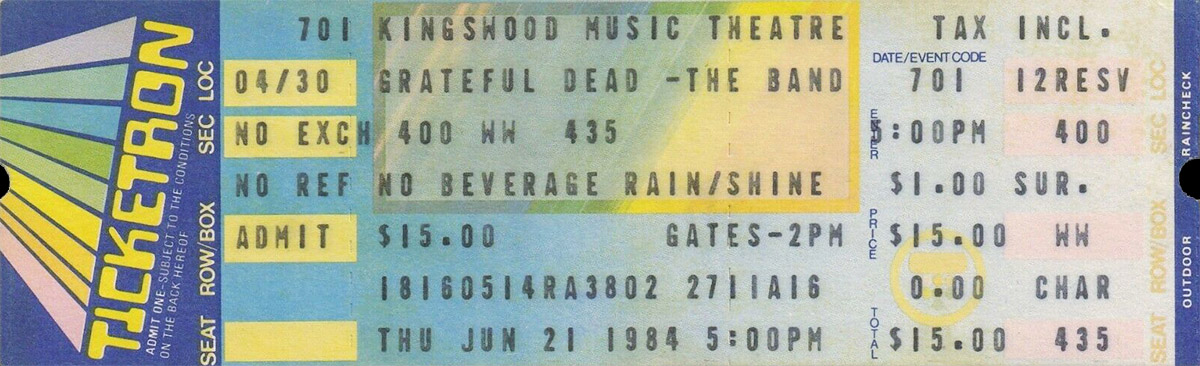 TICKETRON
ADMIT ONE-SUBJECT TO THE CONDITIONS
ON THE BACK HEREOF
SEAT ROW/BOX SEC LOC
701 KINGSWOOD MUSIC THEATRE
04/30 GRATEFUL DEAD -THE BAND
NO EXCH 400 WW 435
NO REF NO BEVERAGE RAIN/SHINE
ADMIT $15.00 GATES-2PM
18160514RA3802 2711A16
THU JUN 21 1984 5:00PM
TAX INCL.
DATE/EVENT CODE
701 12RESV
ENTER 5:00PM 400
$1.00 SUR.
PRICE $15.00 WW
0.00 CHAR
TOTAL $15.00 435
SEAT ROW/BOX SEC LOC
OUTDOOR RAINCHECK